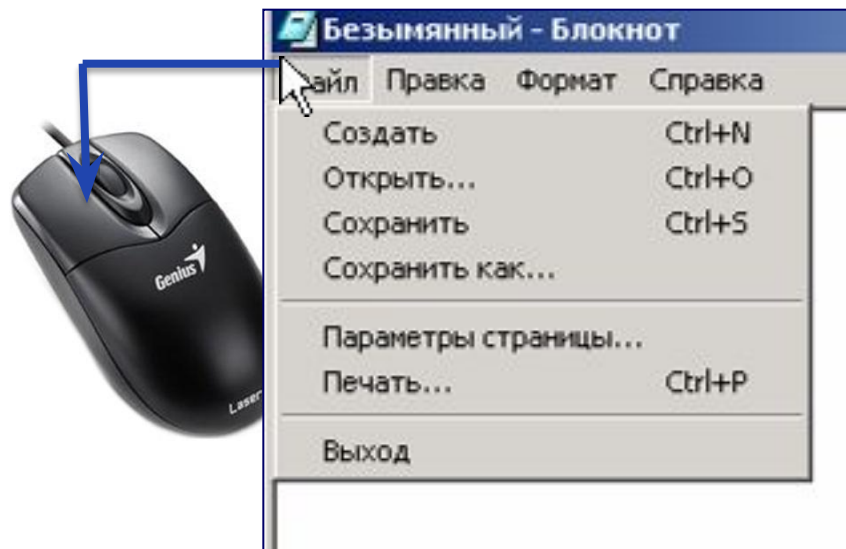 Безымянный - Блокнот
Файл Правка Формат Справка
Создать Ctrl+N
Открыть... Ctrl+O
Сохранить Ctrl+S
Сохранить как...
Параметры страницы...
Печать... Ctrl+P
Выход
Genius
Laser